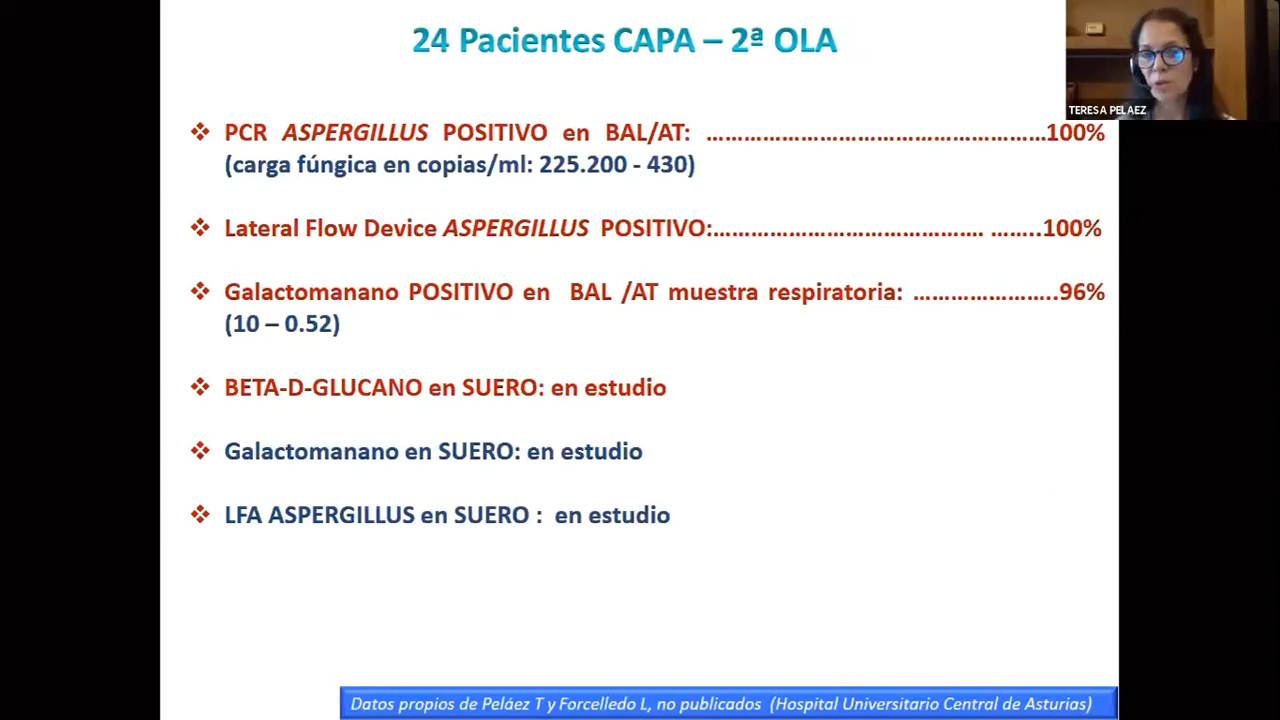 24 Pacientes CAPA – 2ª OLA
TERESA PELAEZ
❖ PCR ASPERGILLUS POSITIVO en BAL/AT: ……………………………………………100%
(carga fúngica en copias/ml: 225.200 - 430)
❖ Lateral Flow Device ASPERGILLUS POSITIVO:………………………………… ……..100%
❖ Galactomanano POSITIVO en BAL /AT muestra respiratoria: …………………..96%
(10 – 0.52)
❖ BETA-D-GLUCANO en SUERO: en estudio
❖ Galactomanano en SUERO: en estudio
❖ LFA ASPERGILLUS en SUERO : en estudio
Datos propios de Peláez T y Forcelledo L, no publicados (Hospital Universitario Central de Asturias)